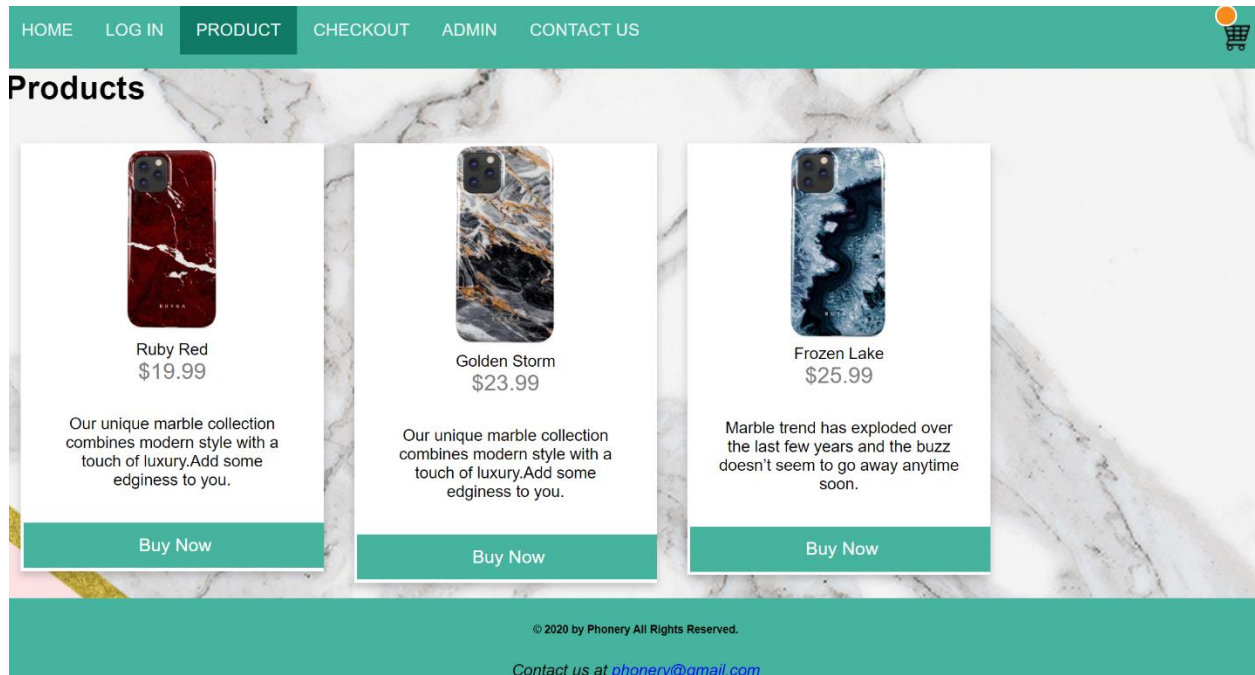 HOME LOG IN PRODUCT CHECKOUT ADMIN CONTACT US
Products
Ruby Red
$19.99
Our unique marble collection
combines modern style with a
touch of luxury.Add some
edginess to you.
Buy Now
Golden Storm
$23.99
Our unique marble collection
combines modern style with a
touch of luxury.Add some
edginess to you.
Buy Now
Frozen Lake
$25.99
Marble trend has exploded over
the last few years and the buzz
doesn't seem to go away anytime
soon.
Buy Now
© 2020 by Phonery All Rights Reserved.
Contact us at phonery@gmail.com